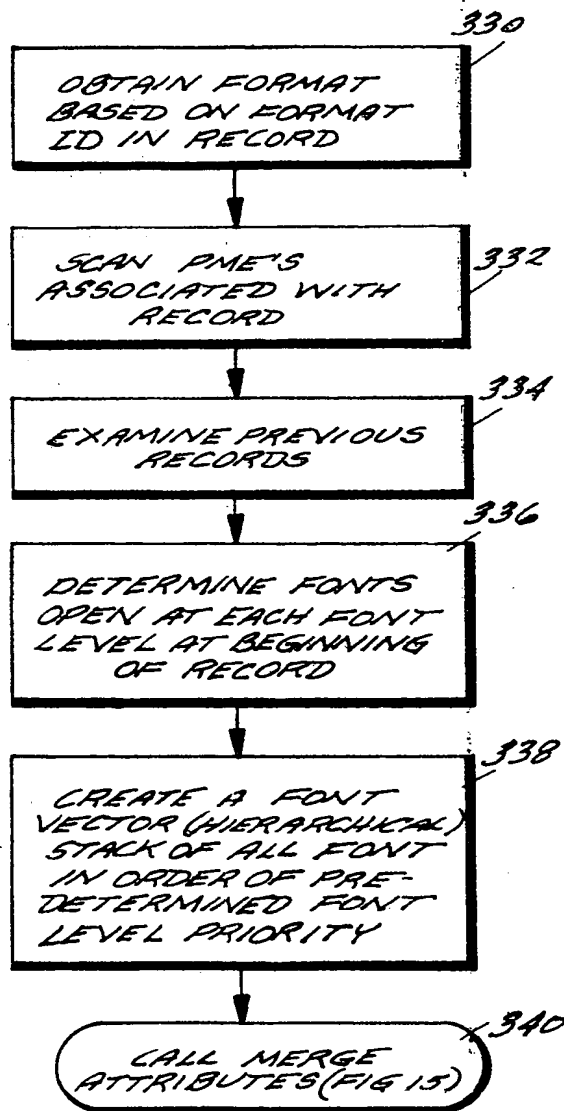 330
OBTAIN FORMAT
BASED ON FORMAT
ID IN RECORD
332
SCAN PME'S
ASSOCIATED WITH
RECORD
334
EXAMINE PREVIOUS
RECORDS
336
DETERMINE FONTS
OPEN AT EACH FONT
LEVEL AT BEGINNING
OF RECORD
338
CREATE A FONT
VECTOR (HIERARCHICAL)
STACK OF ALL FONT
IN ORDER OF PRE-
DETERMINED FONT
LEVEL PRIORITY
340
CALL MERGE
ATTRIBUTES (FIG 15)